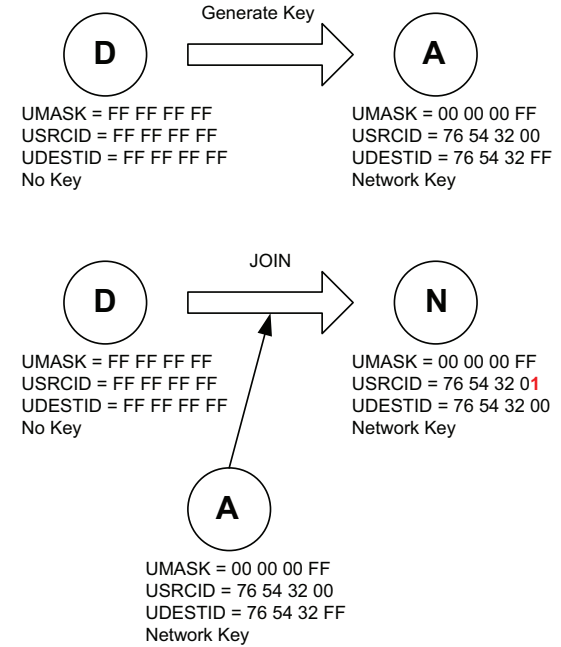 Generate Key
D
A
UMASK = FF FF FF FF
USRCID = FF FF FF FF
UDESTID = FF FF FF FF
No Key
UMASK = 00 00 00 FF
USRCID = 76 54 32 00
UDESTID = 76 54 32 FF
Network Key
JOIN
D
N
UMASK = FF FF FF FF
USRCID = FF FF FF FF
UDESTID = FF FF FF FF
No Key
UMASK = 00 00 00 FF
USRCID = 76 54 32 01
UDESTID = 76 54 32 00
Network Key
A
UMASK = 00 00 00 FF
USRCID = 76 54 32 00
UDESTID = 76 54 32 FF
Network Key